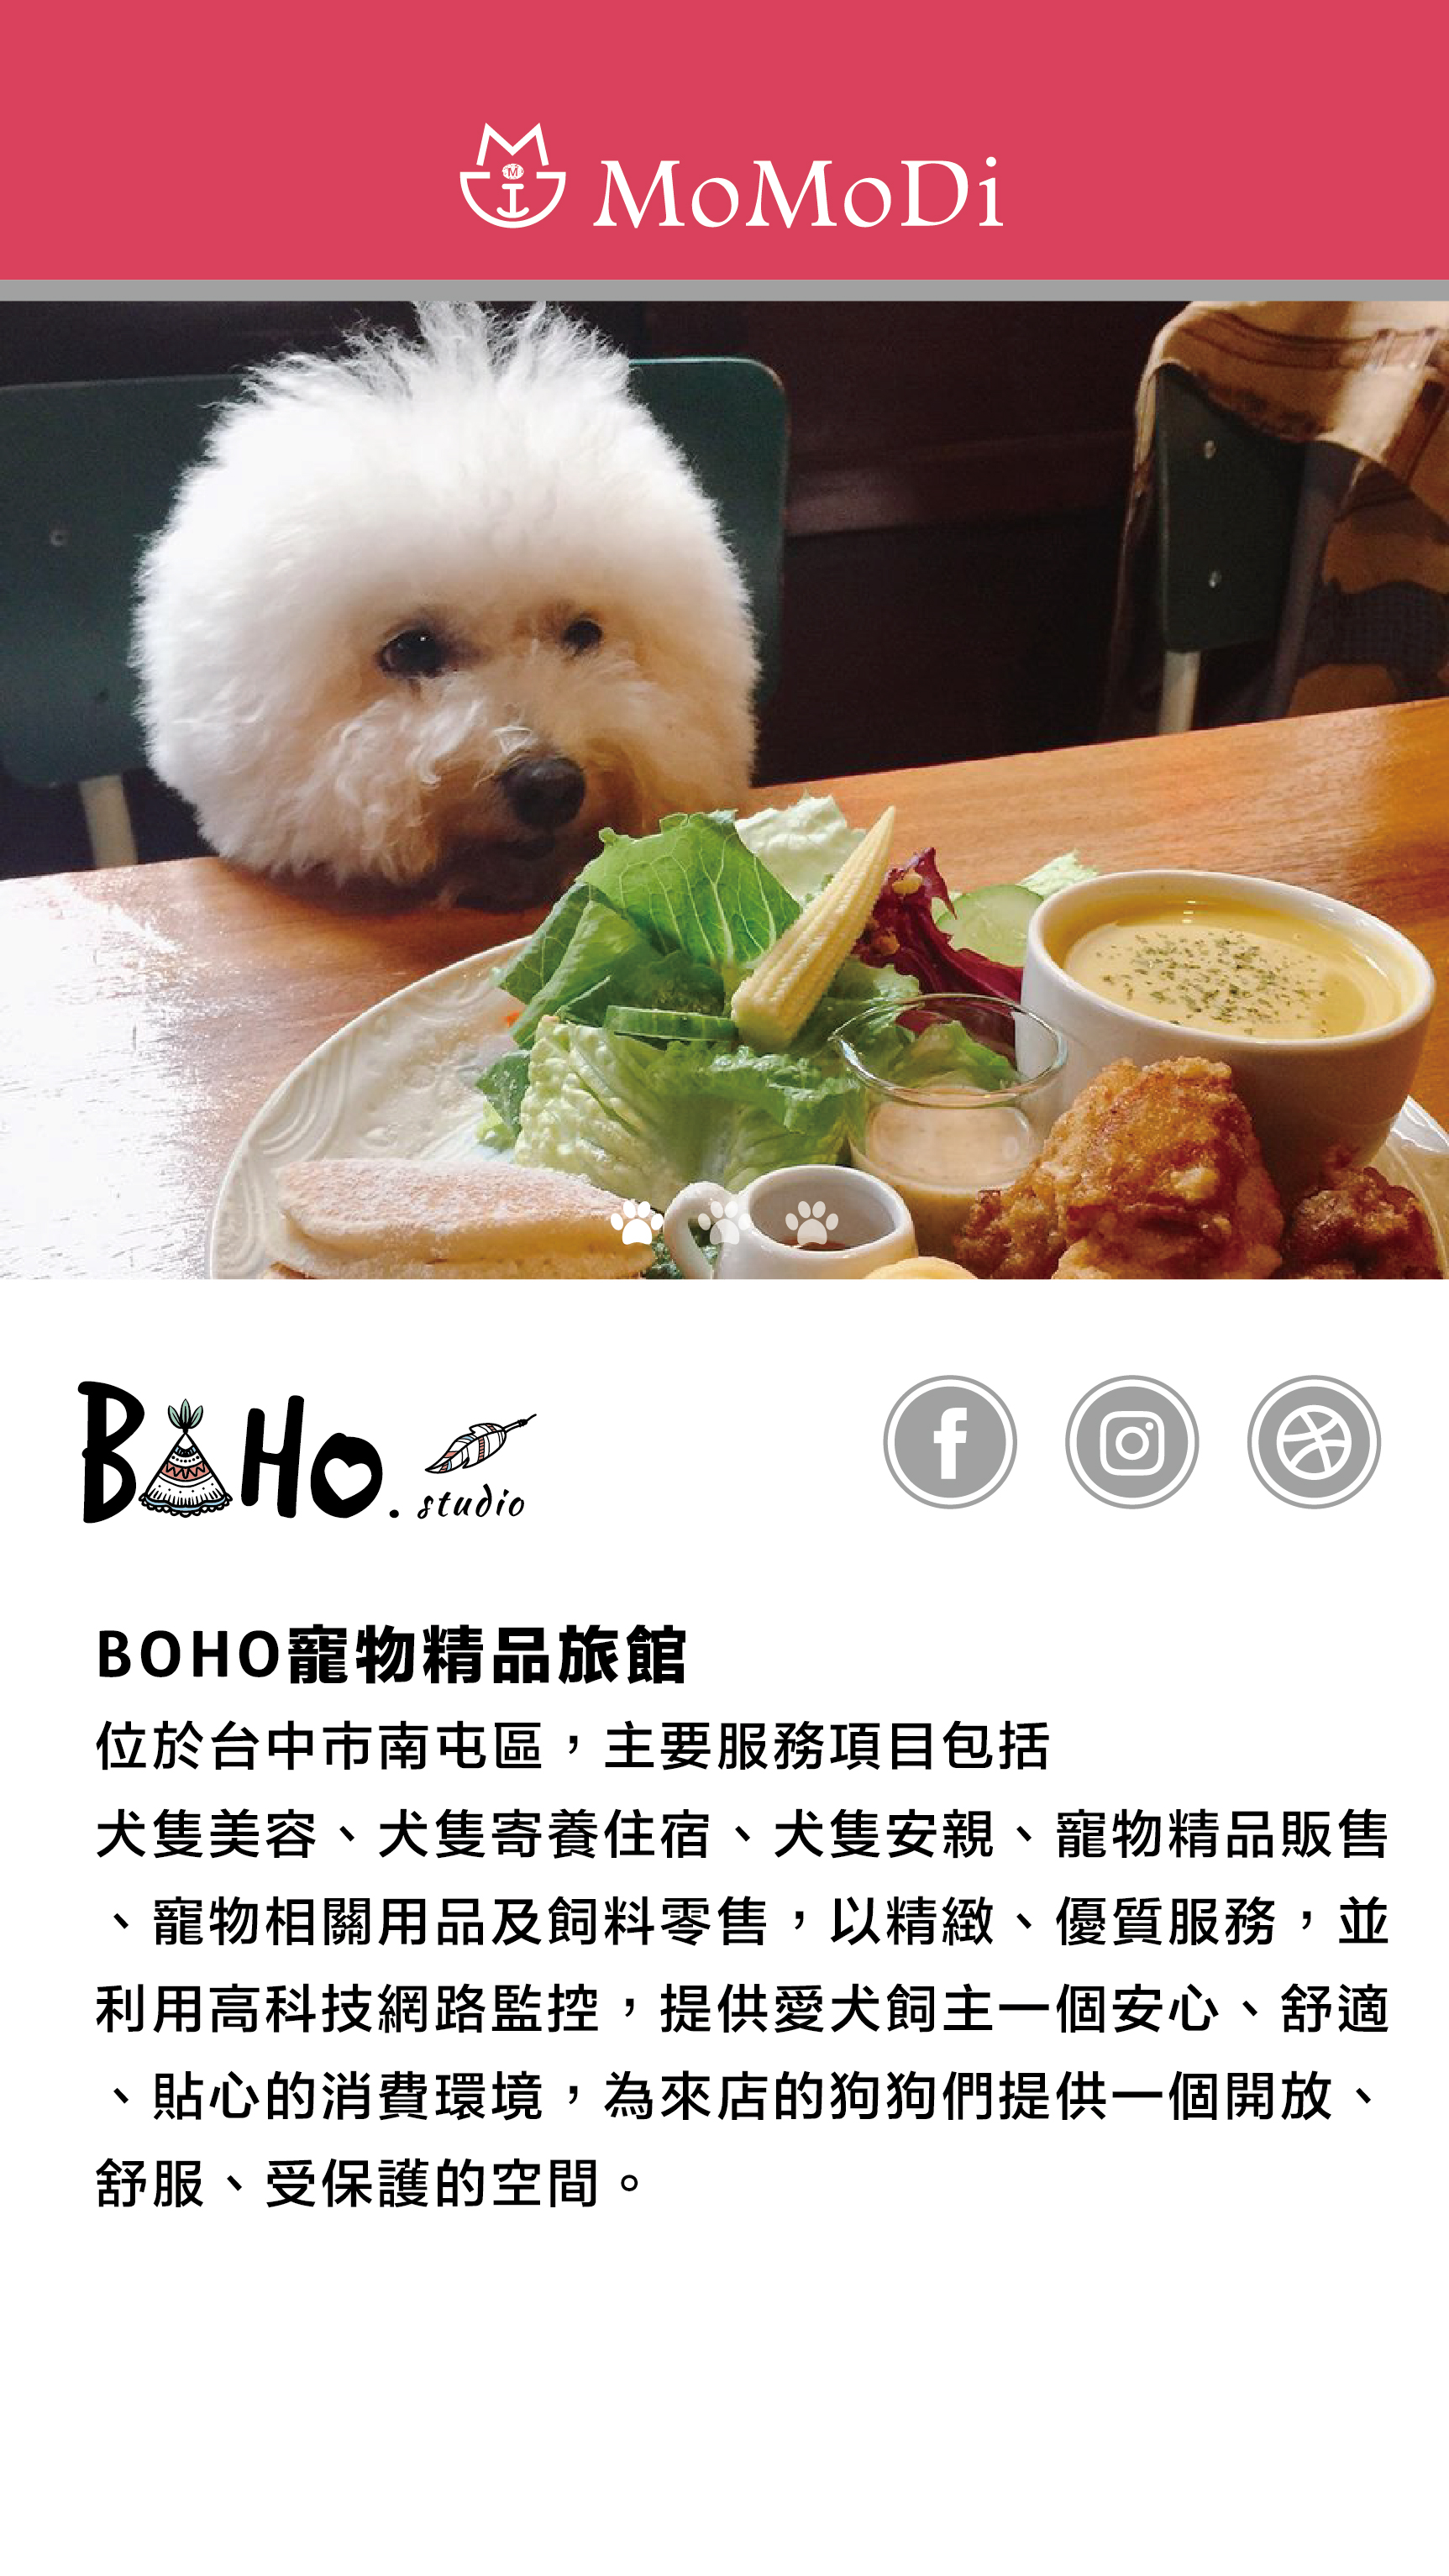 MoMoDi
BOHO. studio
BOHO寵物精品旅館
位於台中市南屯區，主要服務項目包括
犬隻美容、犬隻寄養住宿、犬隻安親、寵物精品販售
、寵物相關用品及飼料零售，以精緻、優質服務，並
利用高科技網路監控，提供愛犬飼主一個安心、舒適
、貼心的消費環境，為來店的狗狗們提供一個開放、
舒服、受保護的空間。